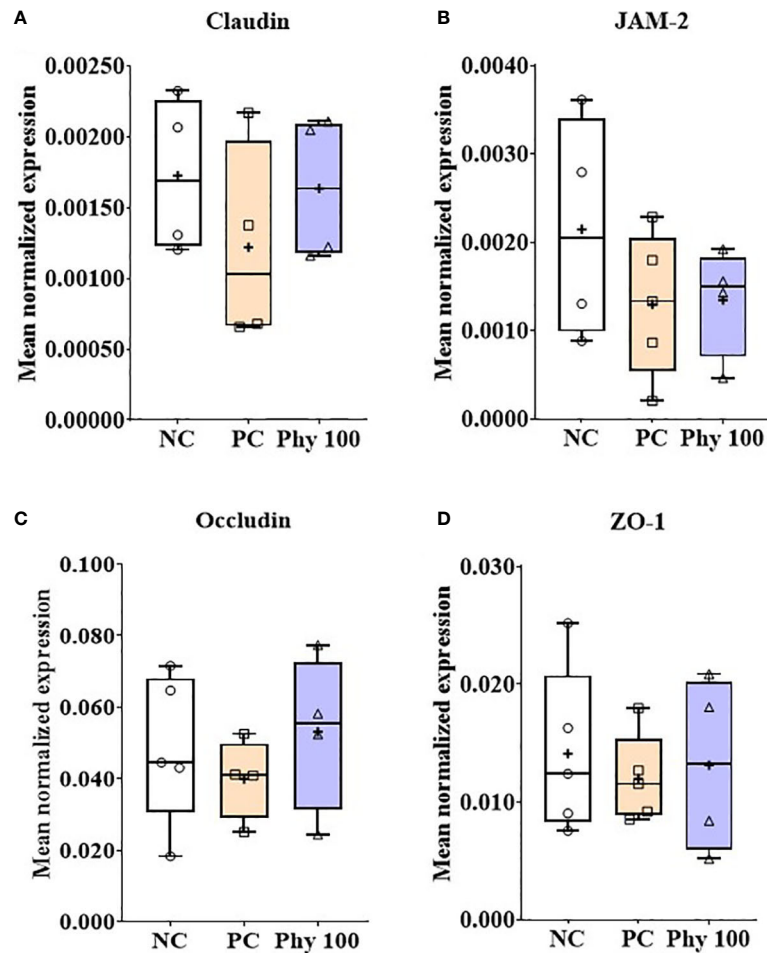 A
Claudin
Mean normalized expression
0.00250
0.00200
0.00150
0.00100
0.00050
0.00000
NC PC Phy 100
B
JAM-2
Mean normalized expression
0.0040
0.0030
0.0020
0.0010
0.0000
NC PC Phy 100
C
Occludin
Mean normalized expression
0.100
0.080
0.060
0.040
0.020
0.000
NC PC Phy 100
D
ZO-1
Mean normalized expression
0.030
0.020
0.010
0.000
NC PC Phy 100